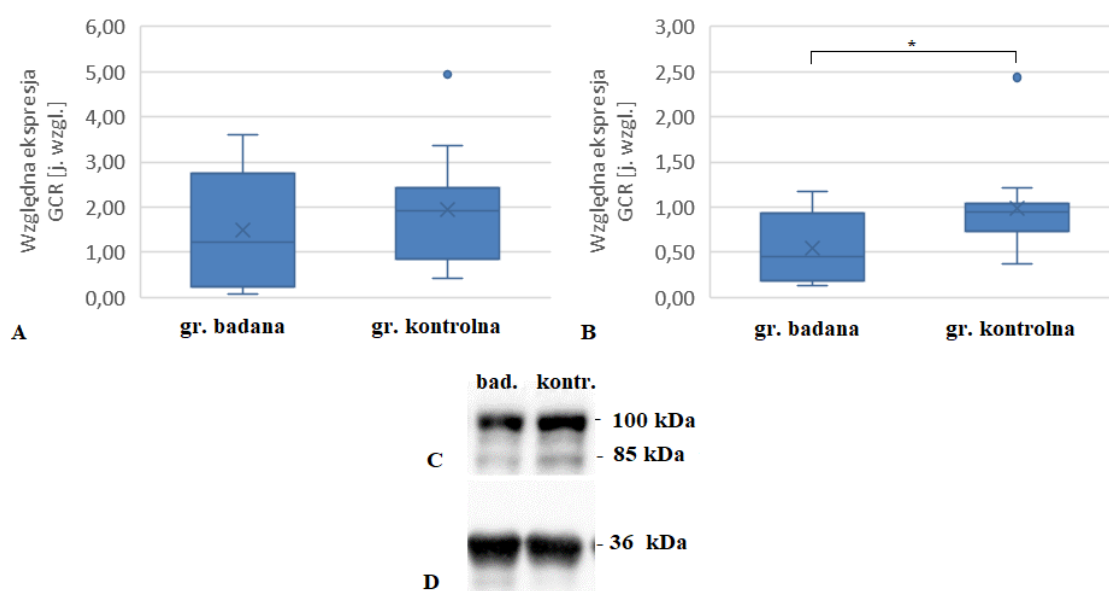 6,00
5,00
4,00
3,00
2,00
1,00
0,00
Względna ekspresja
GCR [j. wzgl.]
gr. badana gr. kontrolna
A
3,00
2,50
2,00
1,50
1,00
0,50
0,00
Względna ekspresja
GCR [j. wzgl.]
*
gr. badana gr. kontrolna
B
bad. kontr.
- 100 kDa
- 85 kDa
C
- 36 kDa
D